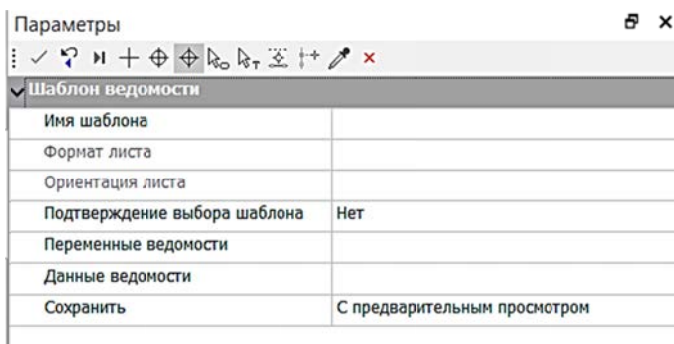 Параметры
Шаблон ведомости
Имя шаблона
Формат листа
Ориентация листа
Подтверждение выбора шаблона Нет
Переменные ведомости
Данные ведомости
Сохранить С предварительным просмотром